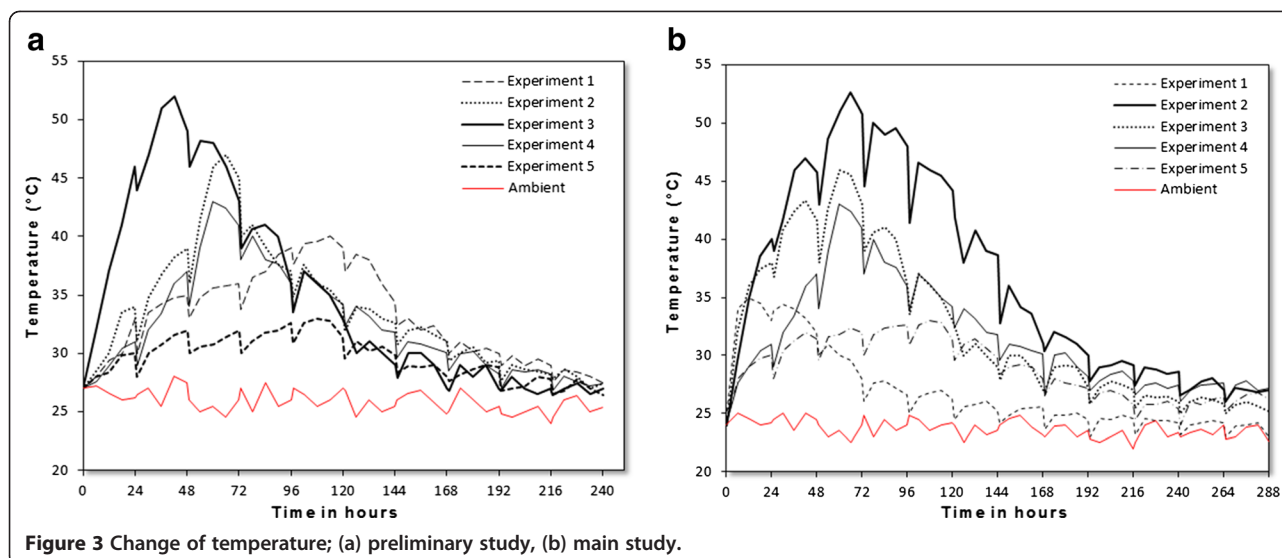 a
55
50
45
40
35
30
25
20
Temperature (°C)
Experiment 1
Experiment 2
Experiment 3
Experiment 4
Experiment 5
Ambient
0 24 48 72 96 120 144 168 192 216 240
Time in hours
b
55
50
45
40
35
30
25
20
Temperature (°C)
Experiment 1
Experiment 2
Experiment 3
Experiment 4
Experiment 5
Ambient
0 24 48 72 96 120 144 168 192 216 240 264 288
Time in hours
Figure 3 Change of temperature; (a) preliminary study, (b) main study.